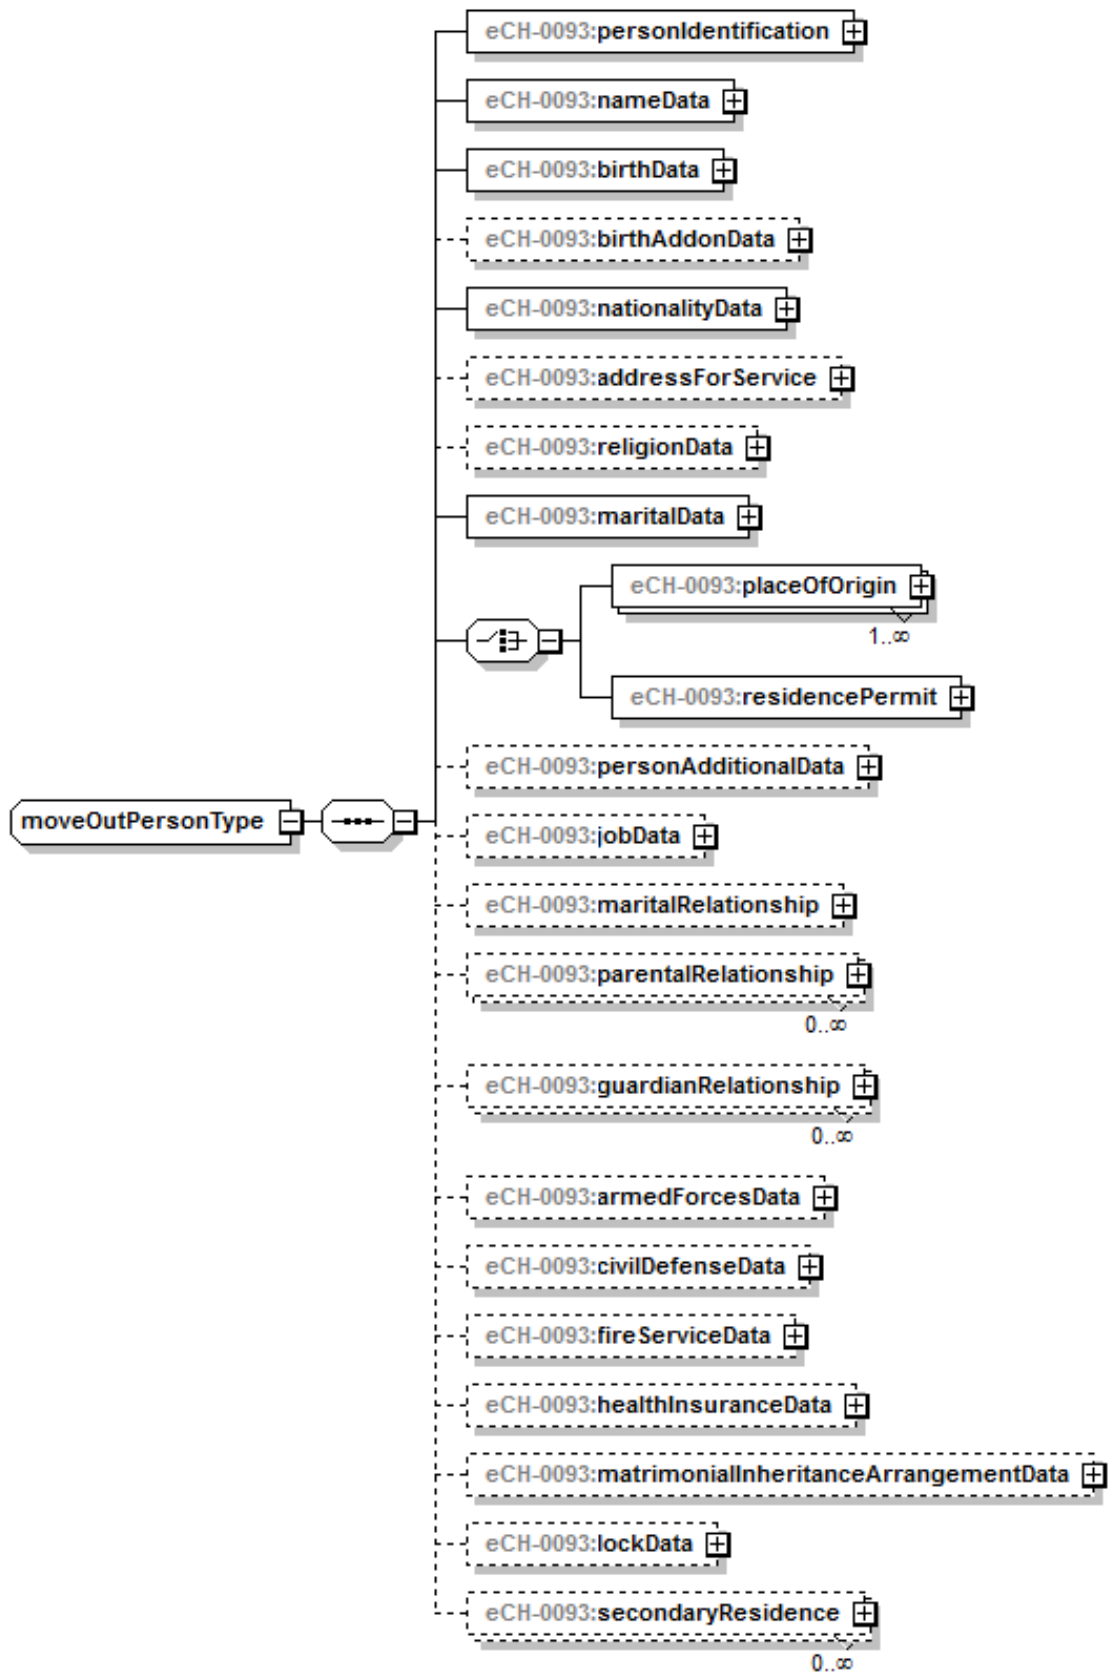 eCH-0093:personIdentification
eCH-0093:nameData
eCH-0093:birthData
eCH-0093:birthAddonData
eCH-0093:nationalityData
eCH-0093:addressForService
eCH-0093:religionData
eCH-0093:maritalData
eCH-0093:placeOfOrigin
1..∞
eCH-0093:residencePermit
eCH-0093:personAdditionalData
moveOutPersonType
eCH-0093:jobData
eCH-0093:maritalRelationship
eCH-0093:parentalRelationship
0..∞
eCH-0093:guardianRelationship
0..∞
eCH-0093:armedForcesData
eCH-0093:civilDefenseData
eCH-0093:fireServiceData
eCH-0093:healthInsuranceData
eCH-0093:matrimonialInheritanceArrangementData
eCH-0093:lockData
eCH-0093:secondaryResidence
0..∞